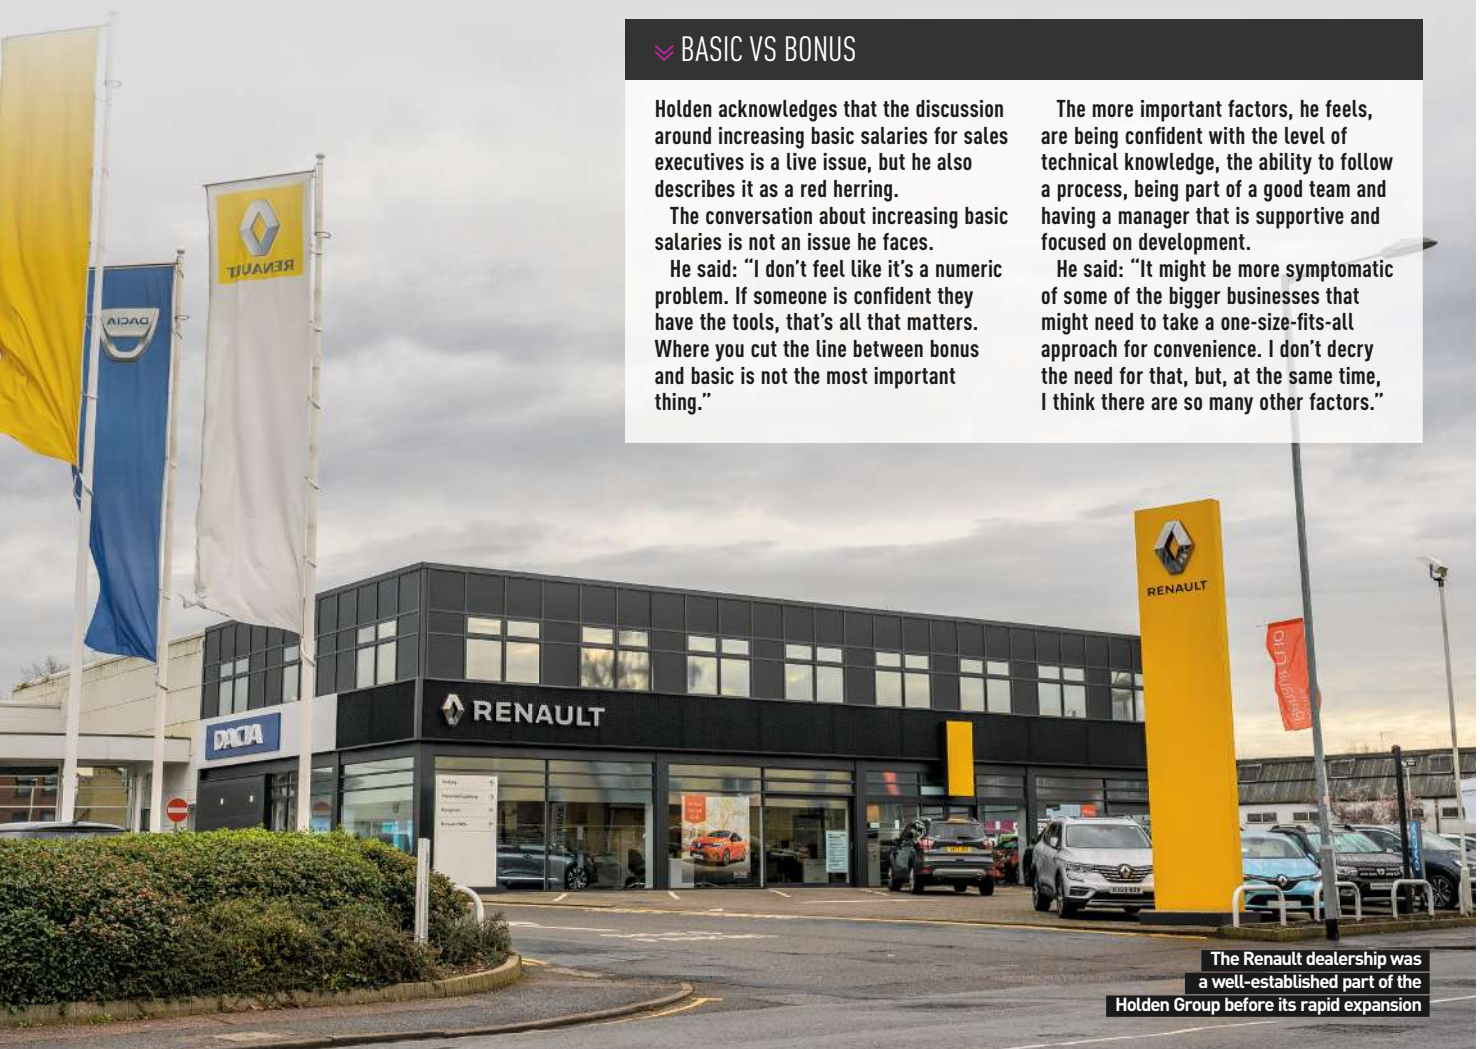 BASIC VS BONUS
Holden acknowledges that the discussion
around increasing basic salaries for sales
executives is a live issue, but he also
describes it as a red herring.
The conversation about increasing basic
salaries is not an issue he faces.
He said: “I don’t feel like it’s a numeric
problem. If someone is confident they
have the tools, that’s all that matters.
Where you cut the line between bonus
and basic is not the most important
thing.”
The more important factors, he feels,
are being confident with the level of
technical knowledge, the ability to follow
a process, being part of a good team and
having a manager that is supportive and
focused on development.
He said: “It might be more symptomatic
of some of the bigger businesses that
might need to take a one-size-fits-all
approach for convenience. I don’t decry
the need for that, but, at the same time,
I think there are so many other factors.”
RENAULT
DACIA
RENAULT
DACIA
RENAULT
The Renault dealership was
a well-established part of the
Holden Group before its rapid expansion